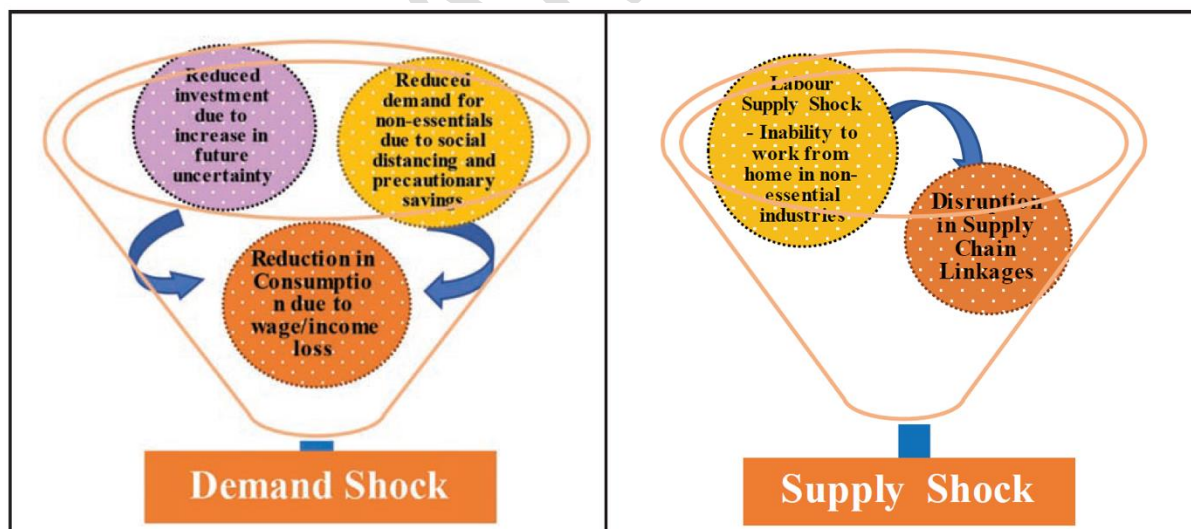 Reduced
investment
due to
increase in
future
uncertainty
Reduced
demand for
non-essentials
due to social
distancing and
precautionary
savings
Reduction in
Consumptio
n due to
wage/income
loss
Demand Shock
Labour
Supply Shock
- Inability to
work from
home in non-
essential
industries
Disruption
in Supply
Chain
Linkages
Supply Shock